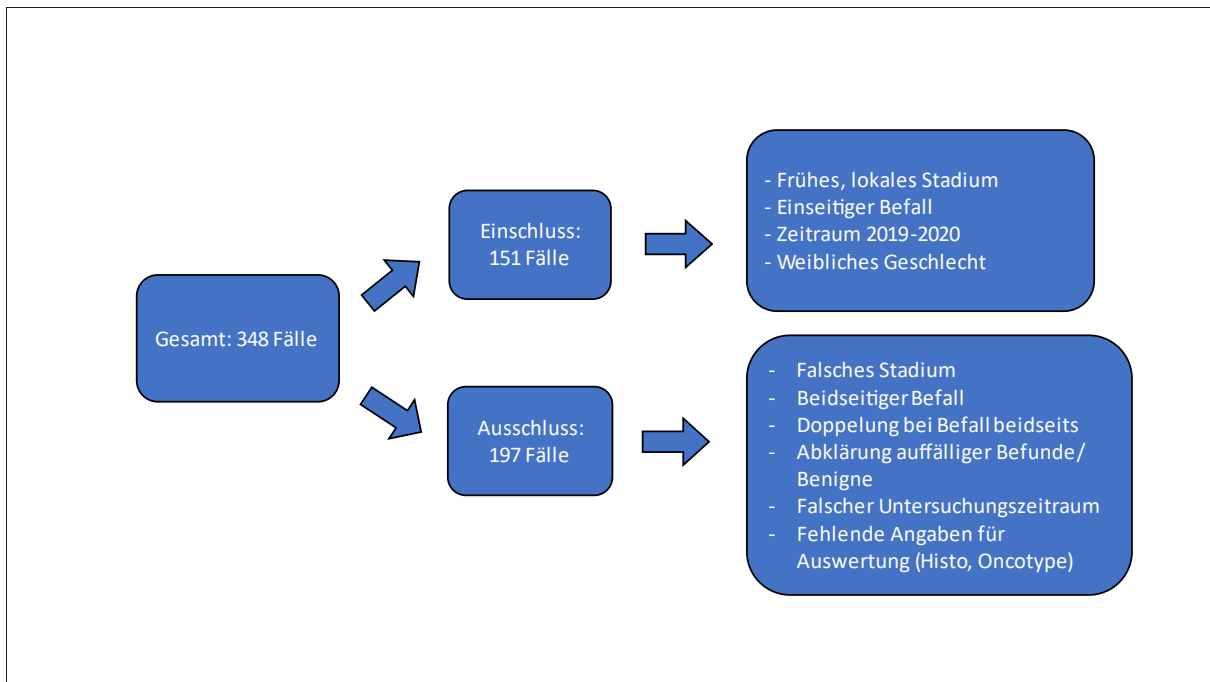 Gesamt: 348 Fälle
Einschluss:
151 Fälle
- Frühes, lokales Stadium
- Einseitiger Befall
- Zeitraum 2019-2020
- Weibliches Geschlecht
Ausschluss:
197 Fälle
- Falsches Stadium
- Beidseitiger Befall
- Doppelung bei Befall beidseits
- Abklärung auffälliger Befunde/
Benigne
- Falscher Untersuchungszeitraum
- Fehlende Angaben für
Auswertung (Histo, Oncotype)